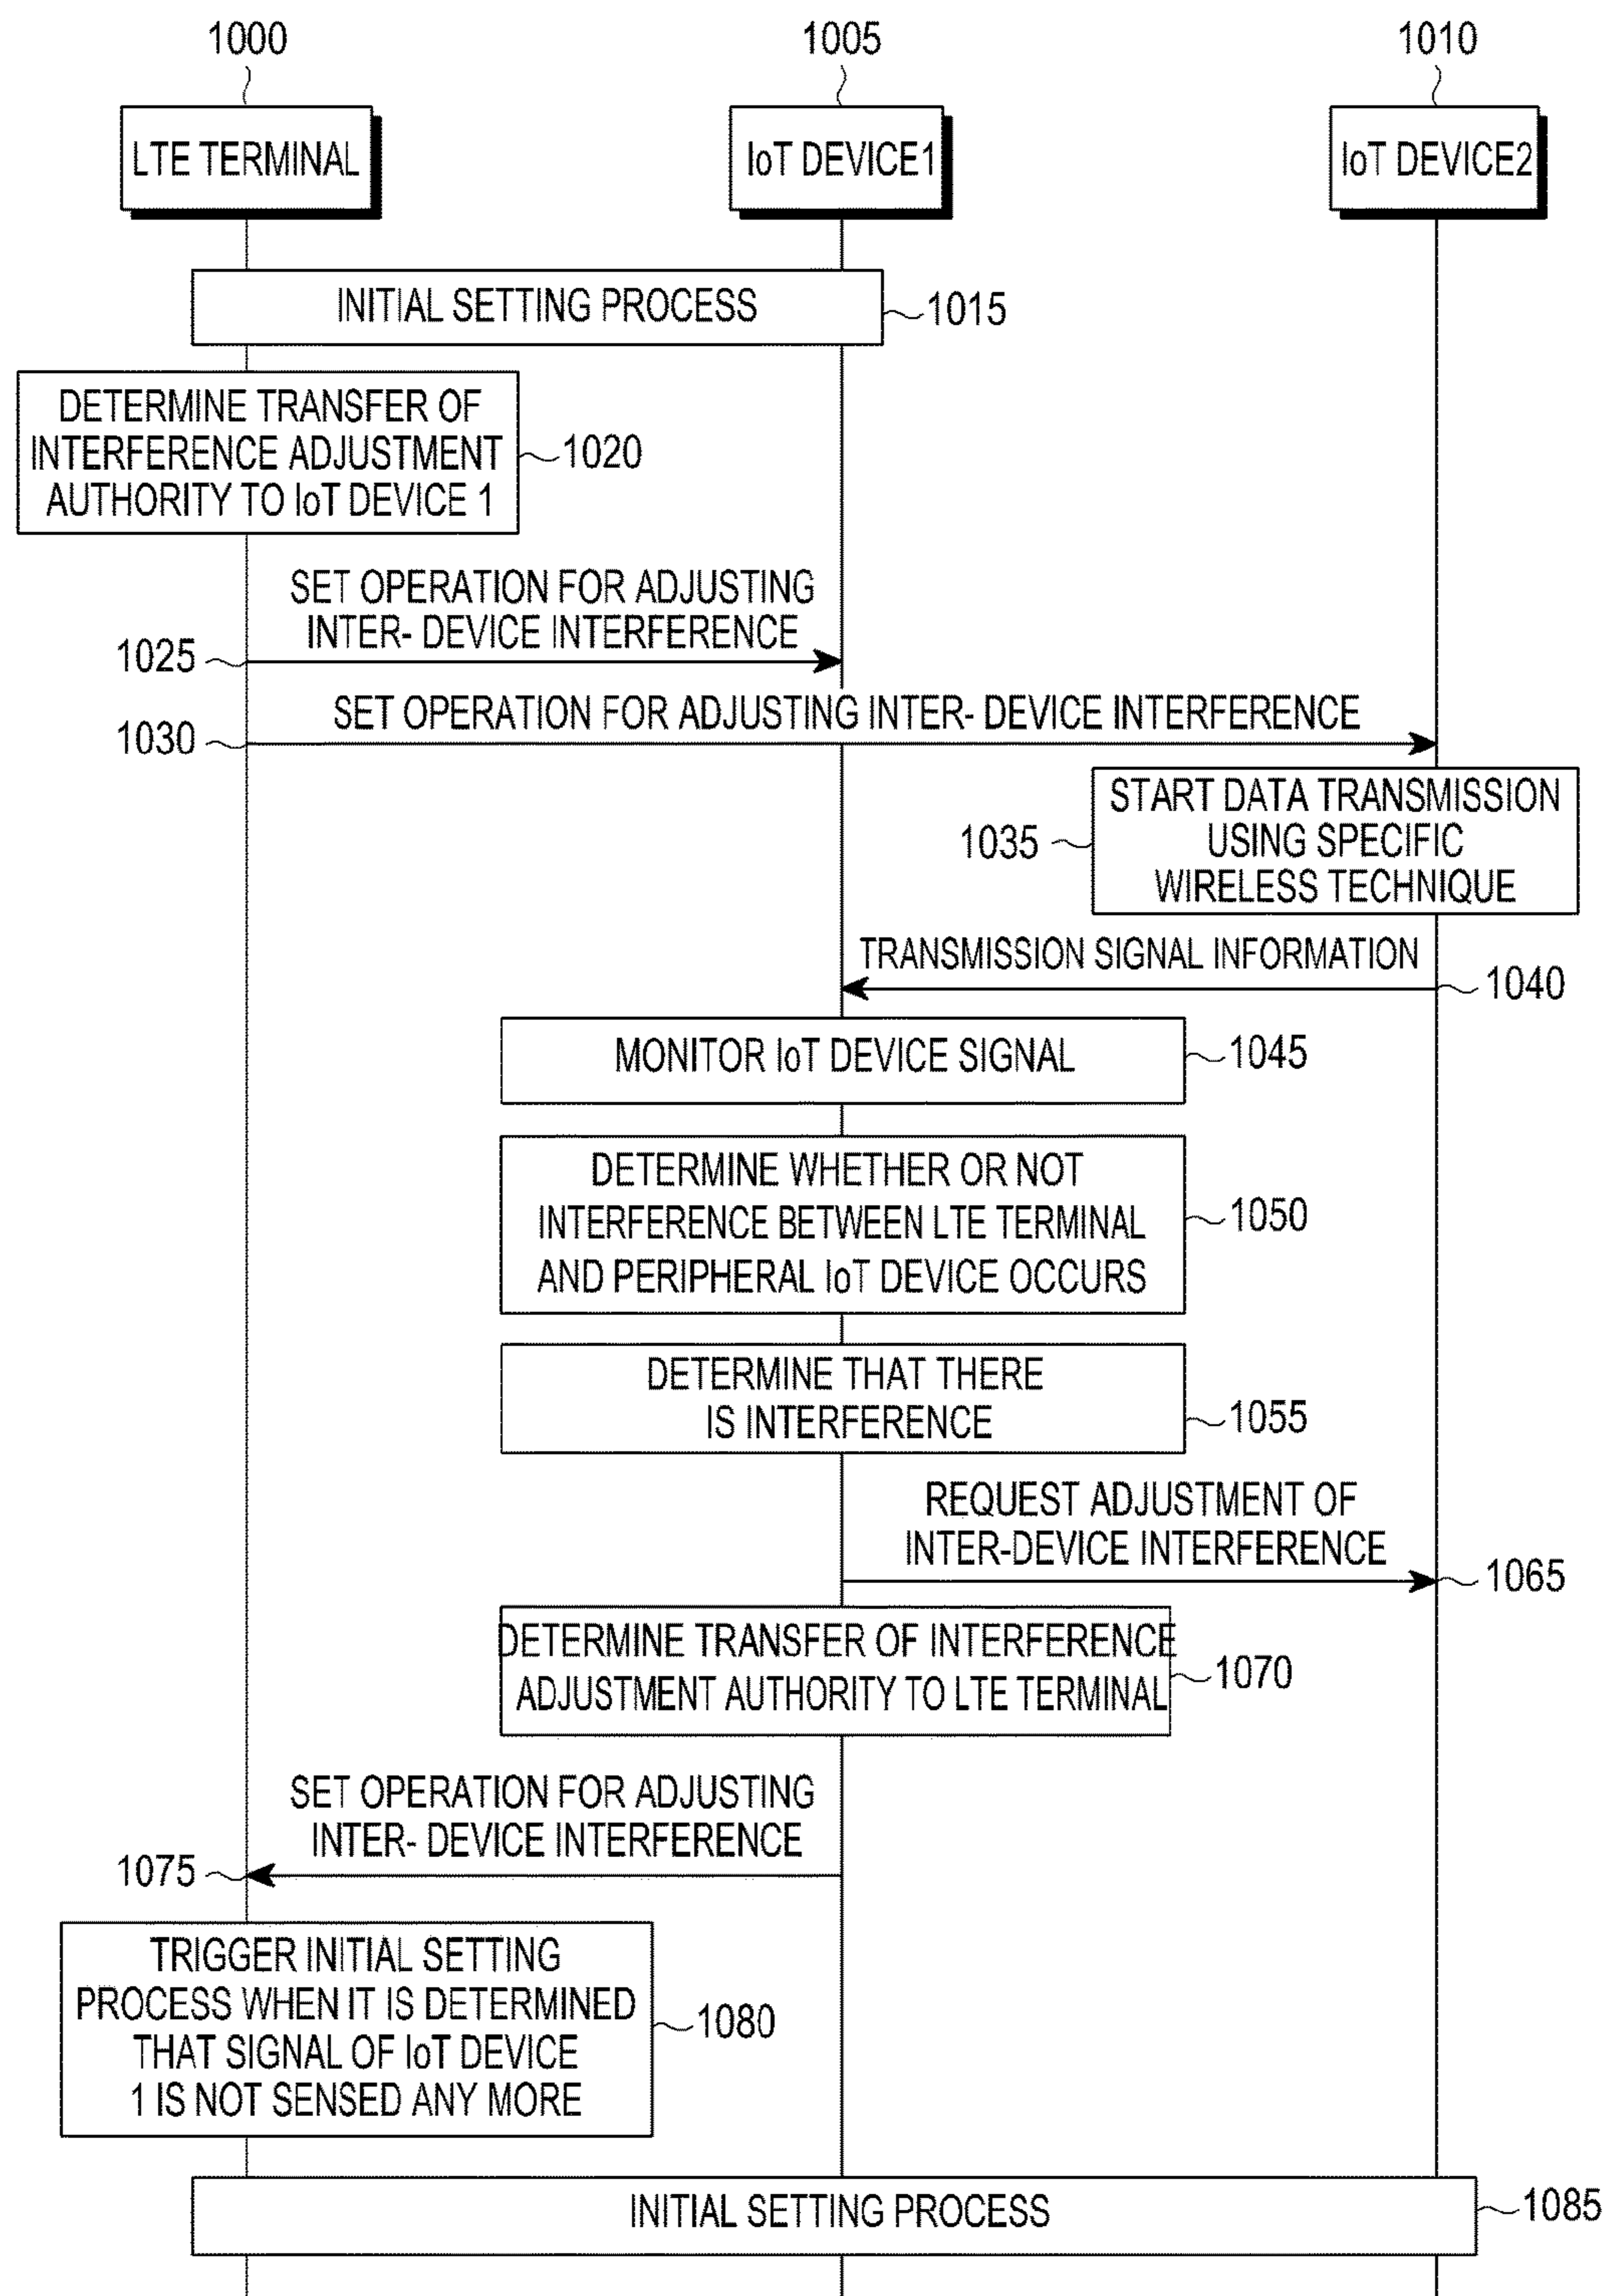 1000
1005
1010
LTE TERMINAL
IoT DEVICE1
IoT DEVICE2
INITIAL SETTING PROCESS
1015
DETERMINE TRANSFER OF
INTERFERENCE ADJUSTMENT
AUTHORITY TO IoT DEVICE 1
1020
SET OPERATION FOR ADJUSTING
INTER- DEVICE INTERFERENCE
1025
SET OPERATION FOR ADJUSTING INTER- DEVICE INTERFERENCE
1030
START DATA TRANSMISSION
USING SPECIFIC
WIRELESS TECHNIQUE
1035
TRANSMISSION SIGNAL INFORMATION
1040
MONITOR IoT DEVICE SIGNAL
1045
DETERMINE WHETHER OR NOT
INTERFERENCE BETWEEN LTE TERMINAL
AND PERIPHERAL IoT DEVICE OCCURS
1050
DETERMINE THAT THERE
IS INTERFERENCE
1055
REQUEST ADJUSTMENT OF
INTER-DEVICE INTERFERENCE
1065
DETERMINE TRANSFER OF INTERFERENCE
ADJUSTMENT AUTHORITY TO LTE TERMINAL
1070
SET OPERATION FOR ADJUSTING
INTER- DEVICE INTERFERENCE
1075
TRIGGER INITIAL SETTING
PROCESS WHEN IT IS DETERMINED
THAT SIGNAL OF IoT DEVICE
1 IS NOT SENSED ANY MORE
1080
INITIAL SETTING PROCESS
1085